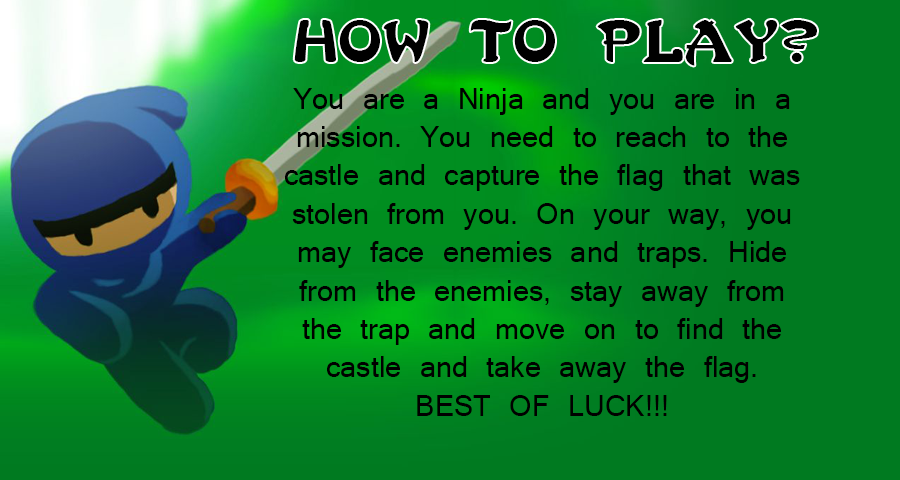 HOW TO PLAY?
You are a Ninja and you are in a
mission. You need to reach to the
castle and capture the flag that was
stolen from you. On your way, you
may face enemies and traps. Hide
from the enemies, stay away from
the trap and move on to find the
castle and take away the flag.
BEST OF LUCK!!!